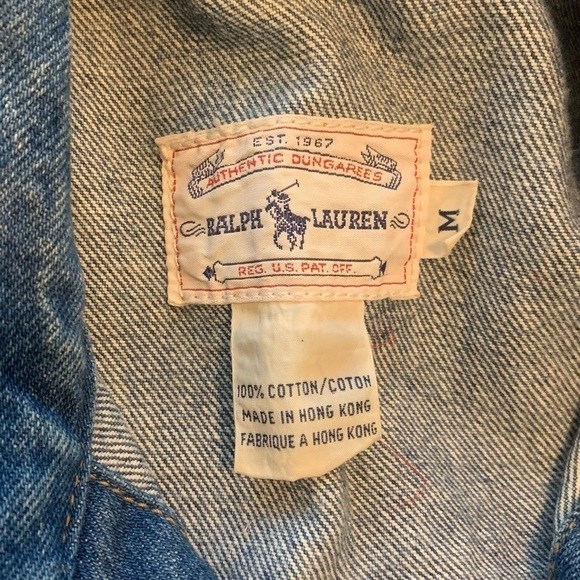 EST. 1967
AUTHENTIC DUNGAREES
RALPH LAUREN
REG. U.S. PAT. OFF.
M
100% COTTON/COTON
MADE IN HONG KONG
FABRIQUE A HONG KONG